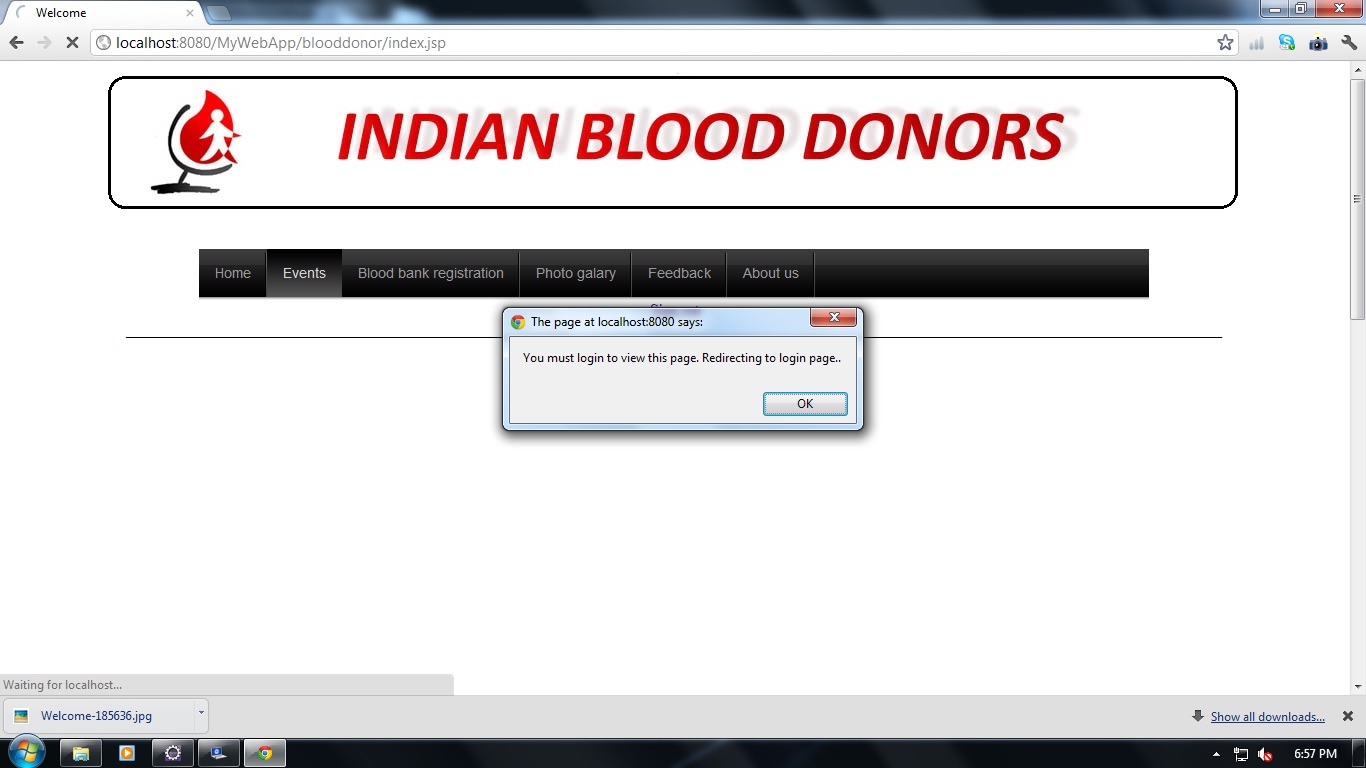 Welcome
localhost:8080/MyWebApp/blooddonor/index.jsp
INDIAN BLOOD DONORS
Home Events Blood bank registration Photo galary Feedback About us
The page at localhost:8080 says:
You must login to view this page. Redirecting to login page..
OK
Waiting for localhost...
Welcome-185636.jpg
Show all downloads...
6:57 PM